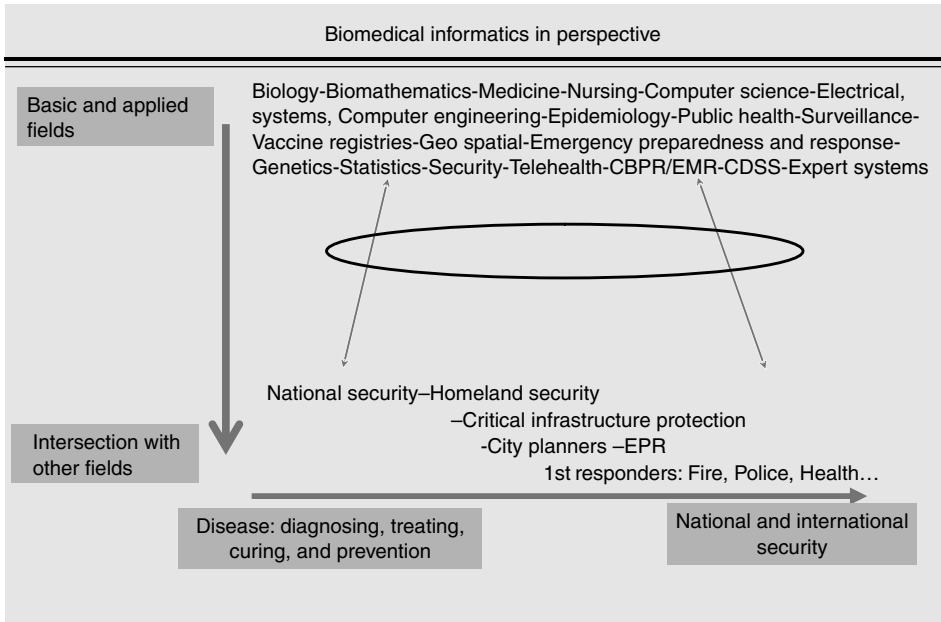 Biomedical informatics in perspective
Basic and applied
fields
Biology-Biomathematics-Medicine-Nursing-Computer science-Electrical,
systems, Computer engineering-Epidemiology-Public health-Surveillance-
Vaccine registries-Geo spatial-Emergency preparedness and response-
Genetics-Statistics-Security-Telehealth-CBPR/EMR-CDSS-Expert systems
National security–Homeland security
–Critical infrastructure protection
-City planners –EPR
1st responders: Fire, Police, Health…
Intersection with
other fields
Disease: diagnosing, treating,
curing, and prevention
National and international
security